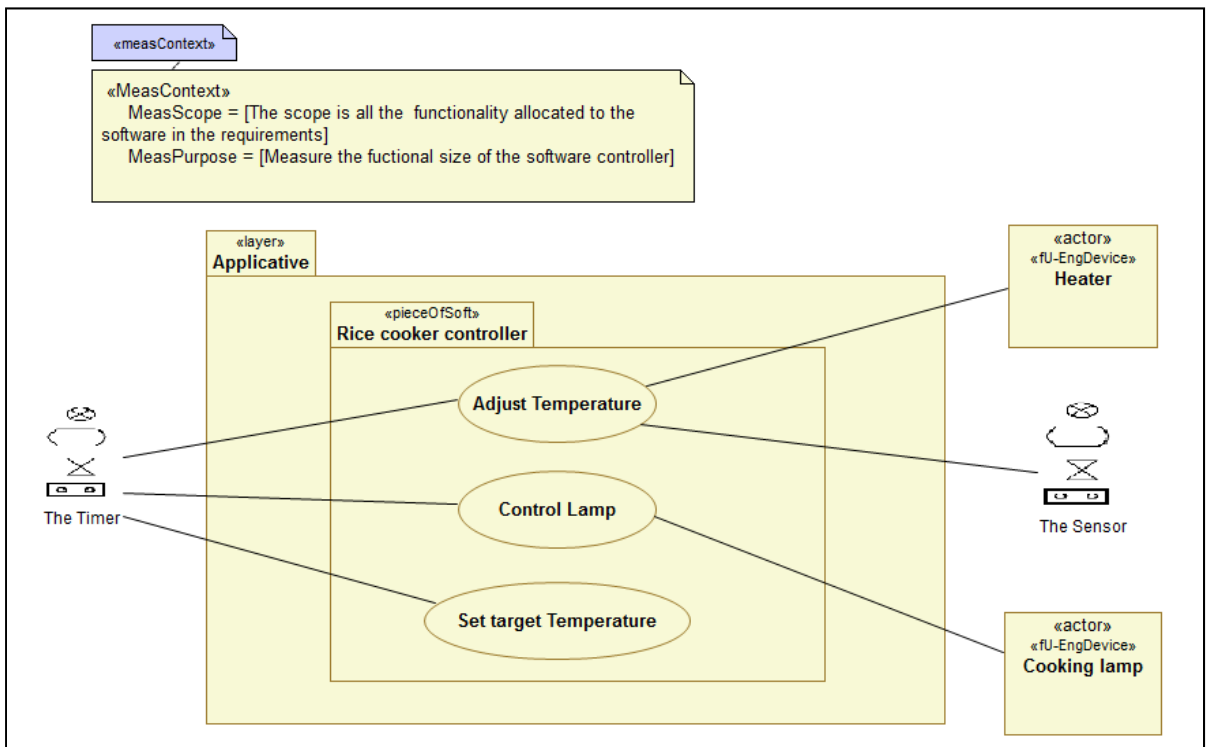 «measContext»
«MeasContext»
MeasScope = [The scope is all the functionality allocated to the
software in the requirements]
MeasPurpose = [Measure the fuctional size of the software controller]
«layer»
Applicative
«pieceOfSoft»
Rice cooker controller
«actor»
«fU-EngDevice»
Heater
Adjust Temperature
The Timer
Control Lamp
The Sensor
Set target Temperature
«actor»
«fU-EngDevice»
Cooking lamp